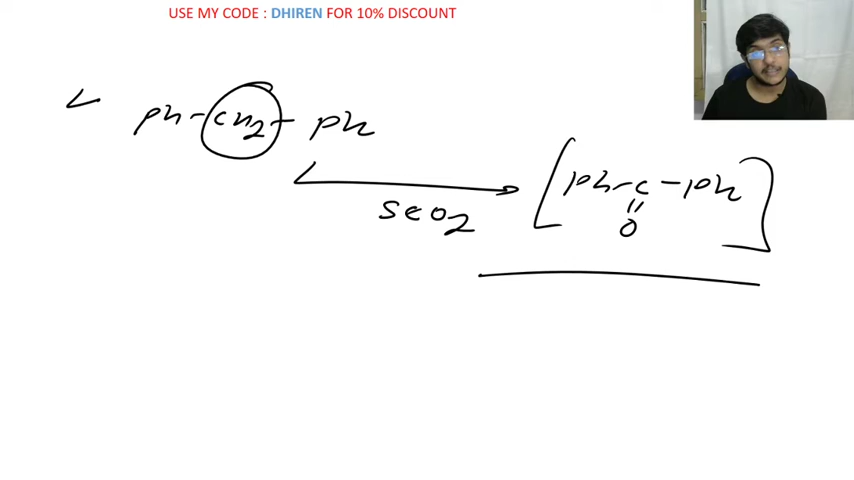 USE MY CODE : DHIREN FOR 10% DISCOUNT
ph-CH2-ph
SeO2
[ph-C-ph]
=
O